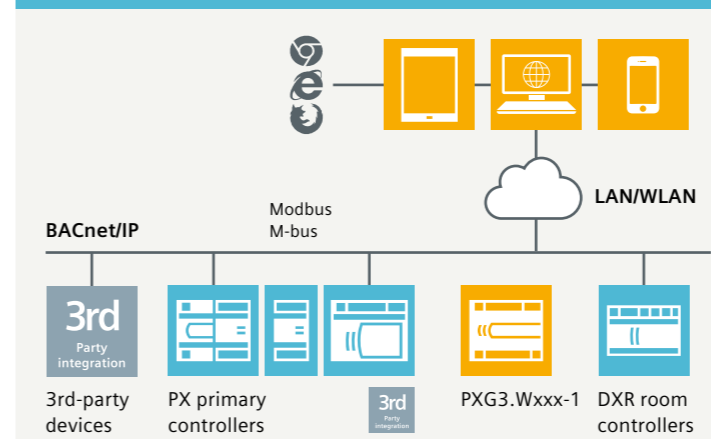 LAN/WLAN
BACnet/IP
Modbus
M-bus
3rd
Party
integration
3rd-party
devices
PX primary
controllers
3rd
Party
integration
PXG3.Wxxx-1
DXR room
controllers